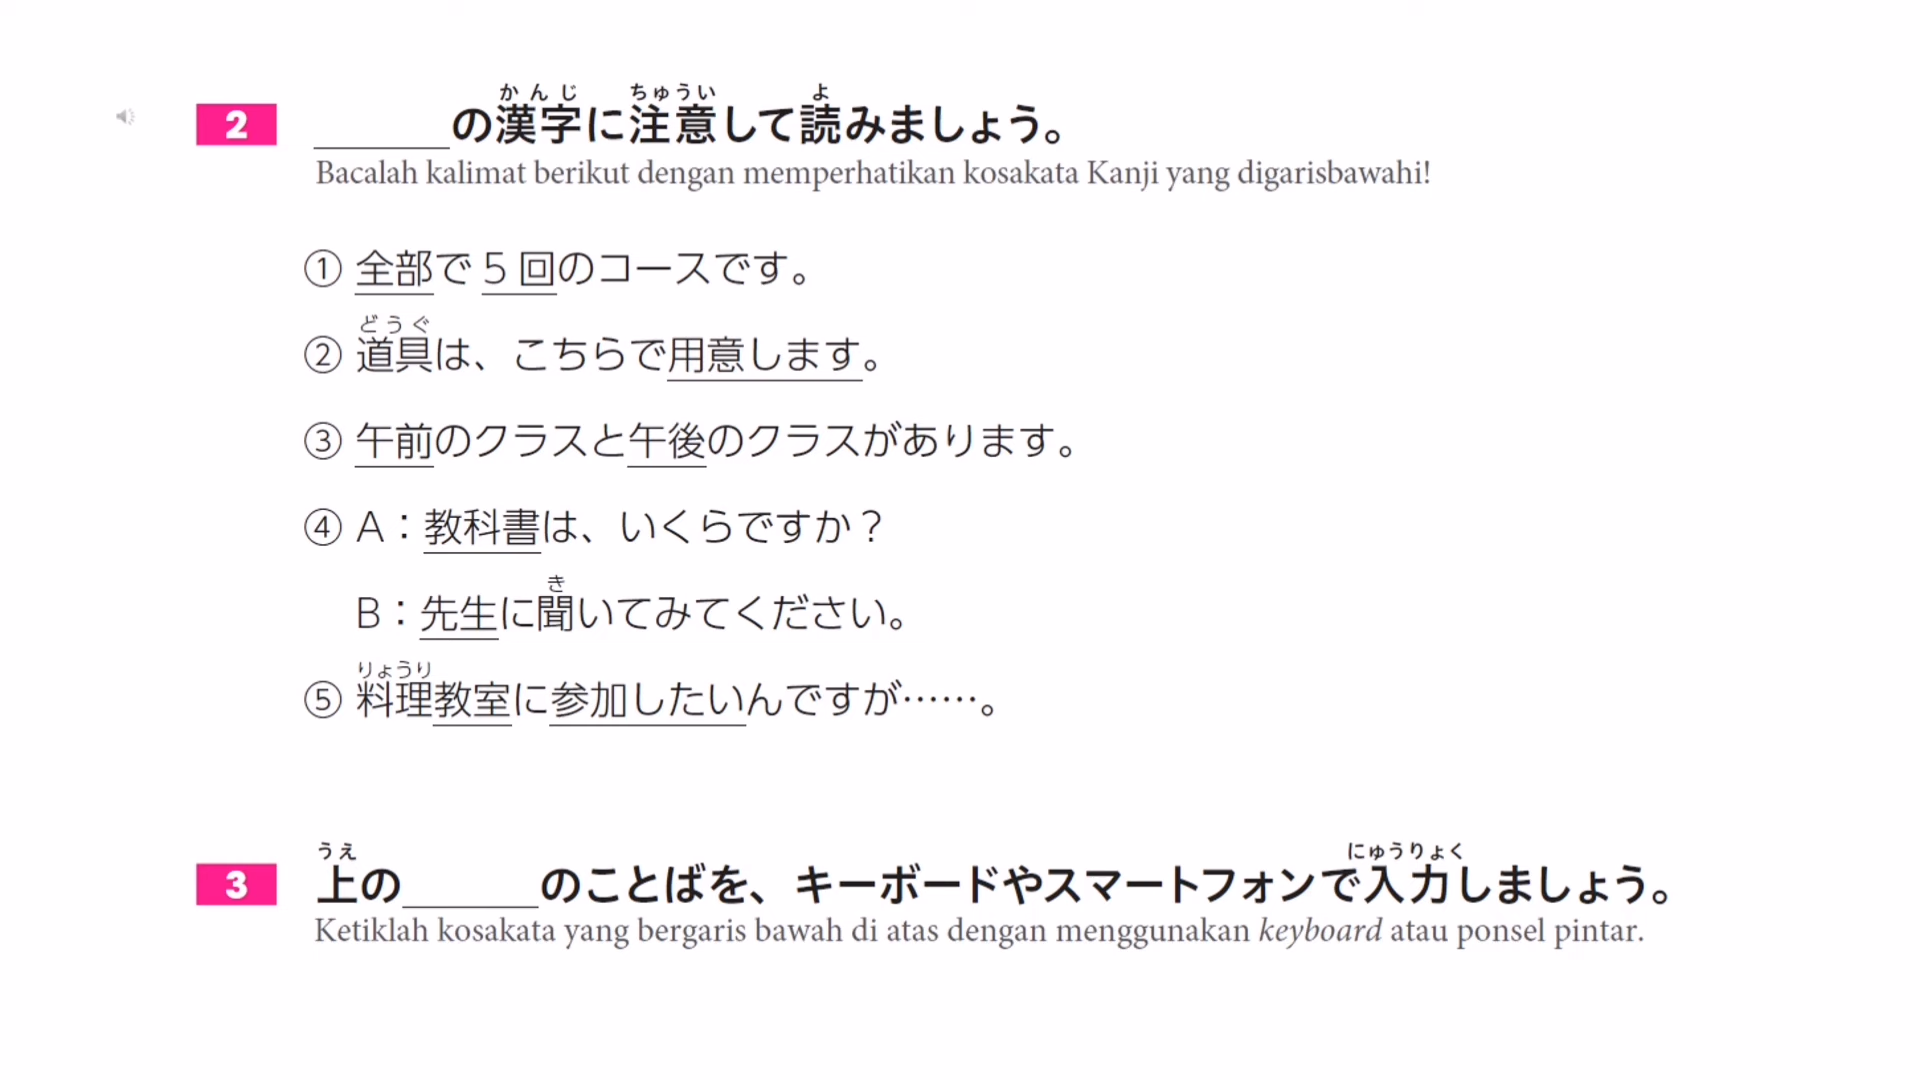 かんじ ちゅうい よ
2 ______の漢字に注意して読みましょう。
Bacalah kalimat berikut dengan memperhatikan kosakata Kanji yang digarisbawahi!
① 全部で5回のコースです。
どうぐ
② 道具は、こちらで用意します。
③ 午前のクラスと午後のクラスがあります。
④ A：教科書は、いくらですか？
き
B：先生に聞いてみてください。
りょうり
⑤ 料理教室に参加したいんですが……。
うえ にゅうりょく
3 上の______のことばを、キーボードやスマートフォンで入力しましょう。
Ketiklah kosakata yang bergaris bawah di atas dengan menggunakan keyboard atau ponsel pintar.